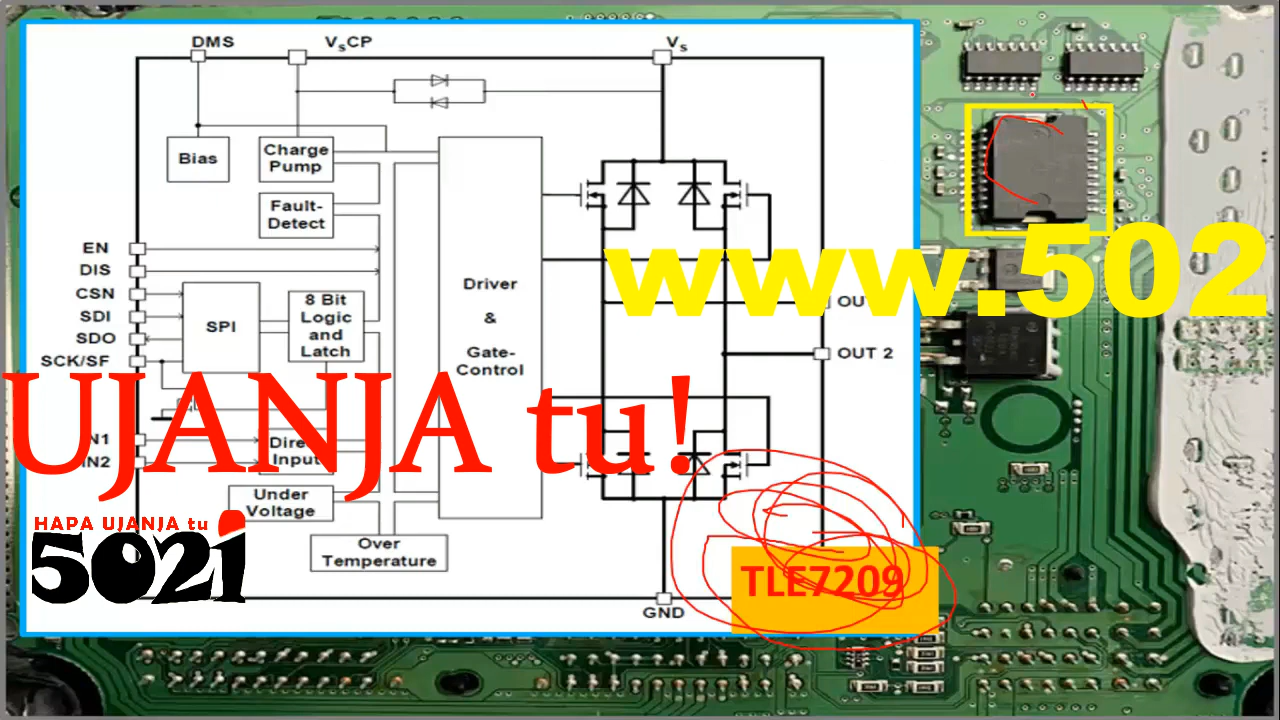 DMS
VSCP
VS
Bias
Charge
Pump
Fault-
Detect
EN
DIS
CSN
SDI
SDO
SCK/SF
SPI
8 Bit
Logic
and
Latch
Driver
&
Gate-
Control
www.502
OUT 2
UJANJA tu!
IN2
Under
Voltage
Over
Temperature
GND
HAPA UJANJA tu
5021
TLE7209